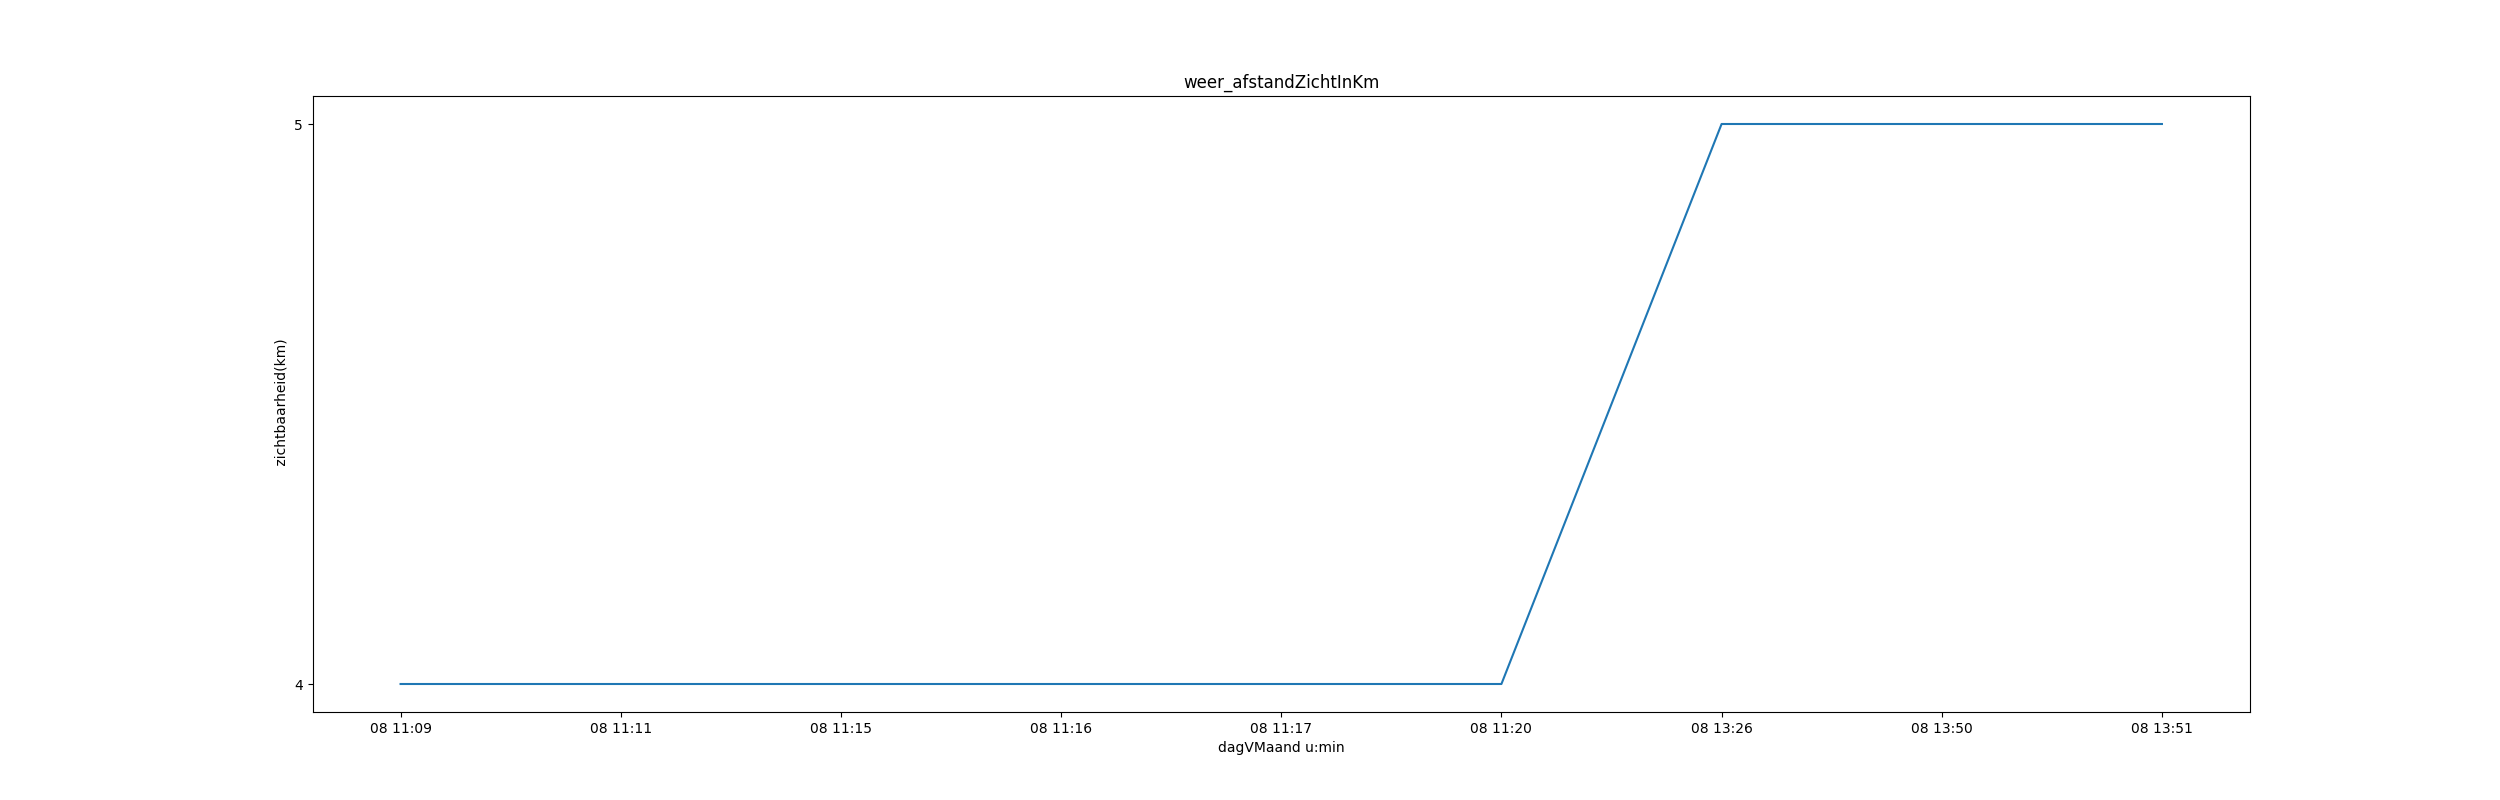 weer_afstandZichtInKm
5
zichtbaarheid(km)
4
08 11:09 08 11:11 08 11:15 08 11:16 08 11:17 08 11:20 08 13:26 08 13:50 08 13:51
dagVMaand u:min